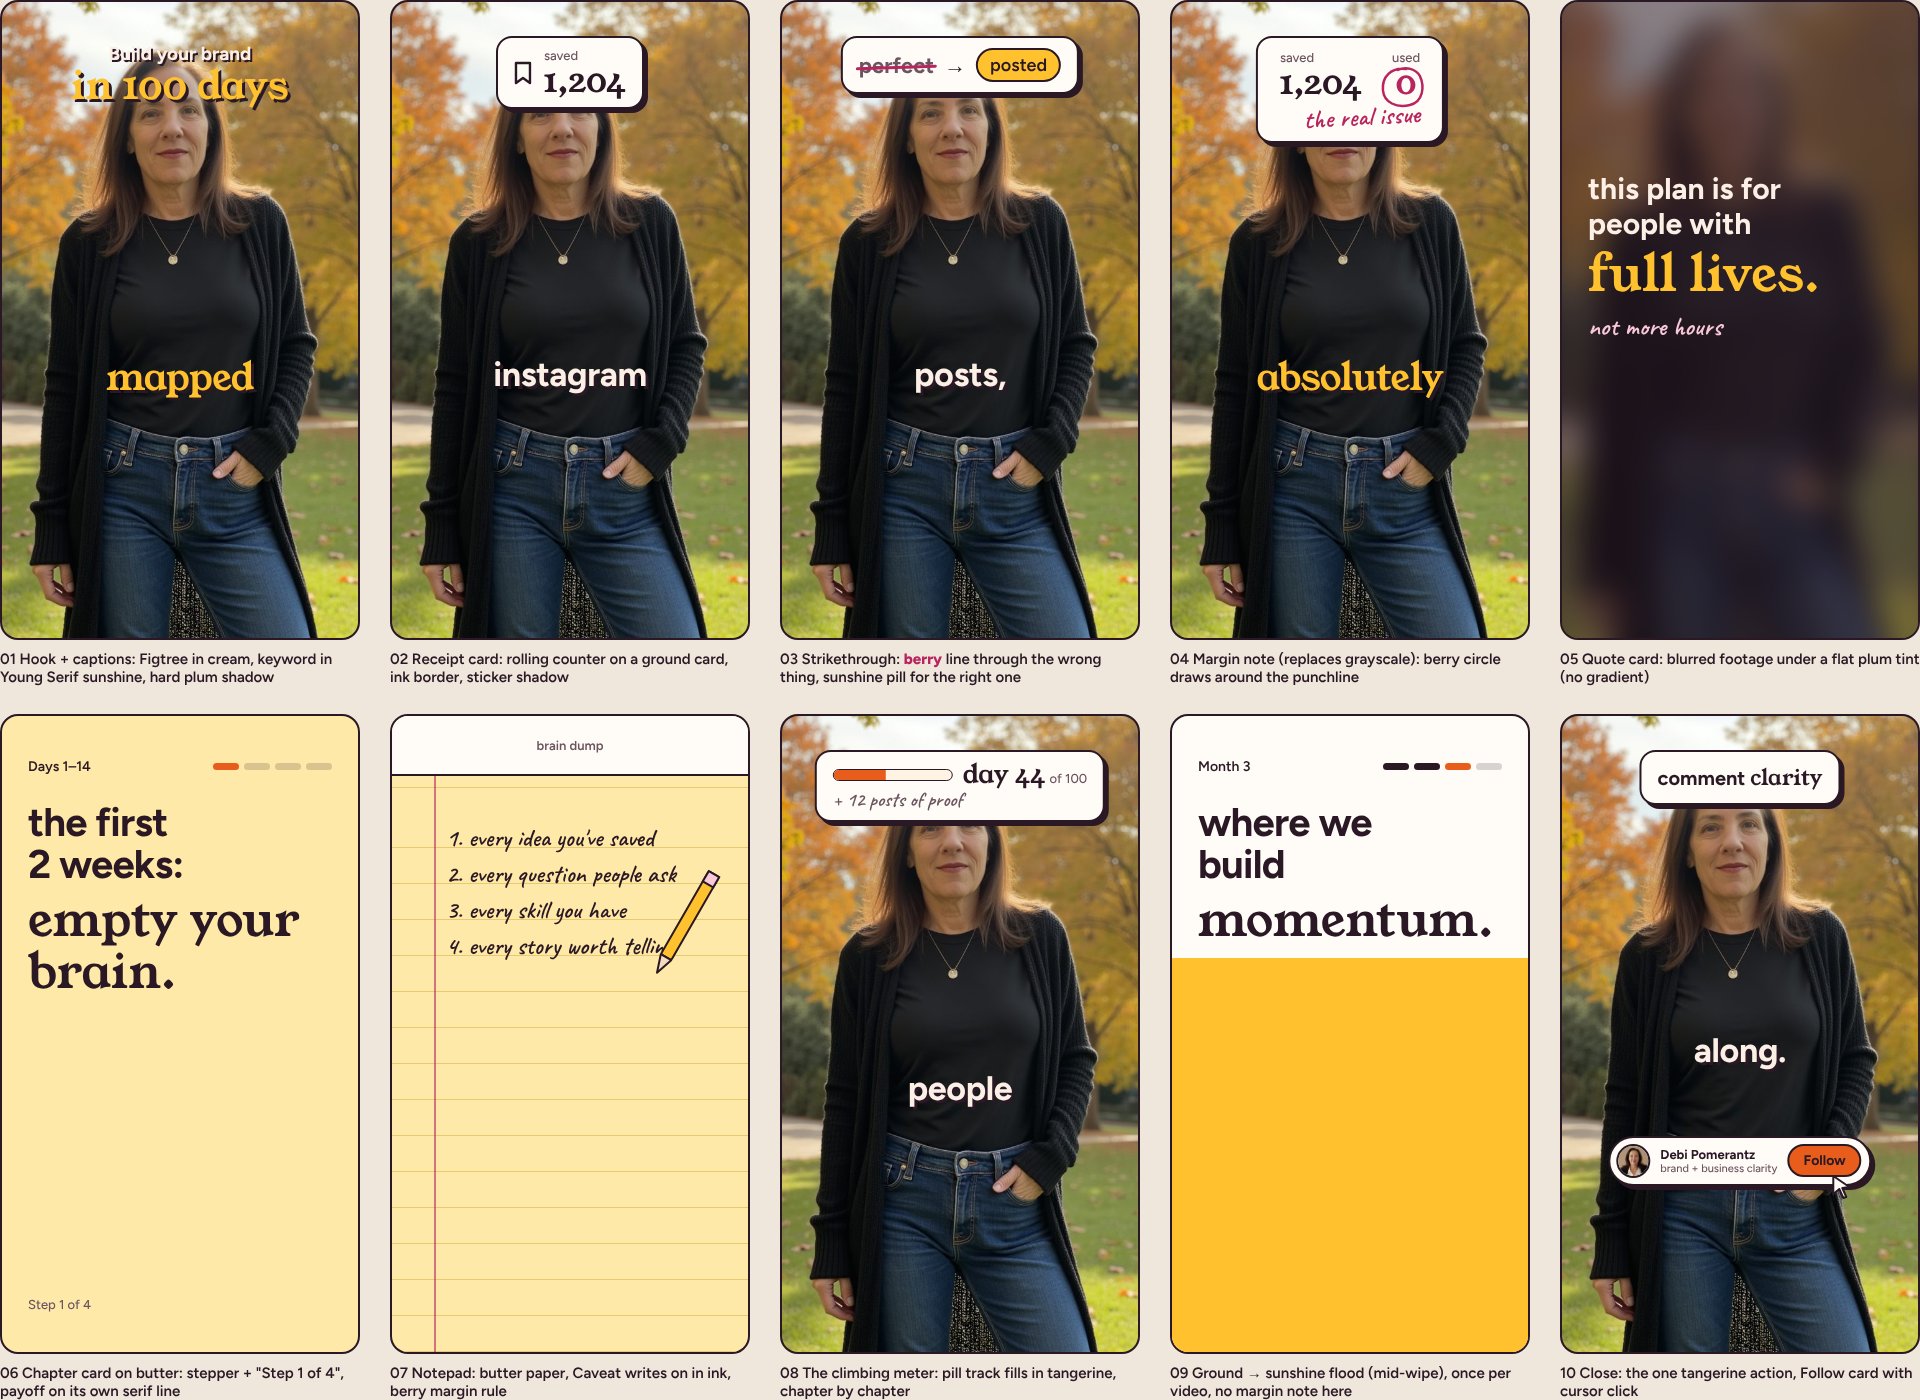 Build your brand
in 100 days
mapped
saved
1,204
instagram
perfect → posted
posts,
saved used
1,204 0
the real issue
absolutely
this plan is for
people with
full lives.
not more hours
01 Hook + captions: Figtree in cream, keyword in
Young Serif sunshine, hard plum shadow
02 Receipt card: rolling counter on a ground card,
ink border, sticker shadow
03 Strikethrough: berry line through the wrong
thing, sunshine pill for the right one
04 Margin note (replaces grayscale): berry circle
draws around the punchline
05 Quote card: blurred footage under a flat plum tint
(no gradient)
Days 1–14
the first
2 weeks:
empty your
brain.
Step 1 of 4
brain dump
1. every idea you've saved
2. every question people ask
3. every skill you have
4. every story worth tellin
day 44 of 100
+ 12 posts of proof
people
Month 3
where we
build
momentum.
comment clarity
along.
Debi Pomerantz
brand + business clarity
Follow
06 Chapter card on butter: stepper + "Step 1 of 4",
payoff on its own serif line
07 Notepad: butter paper, Caveat writes on in ink,
berry margin rule
08 The climbing meter: pill track fills in tangerine,
chapter by chapter
09 Ground → sunshine flood (mid-wipe), once per
video, no margin note here
10 Close: the one tangerine action, Follow card with
cursor click